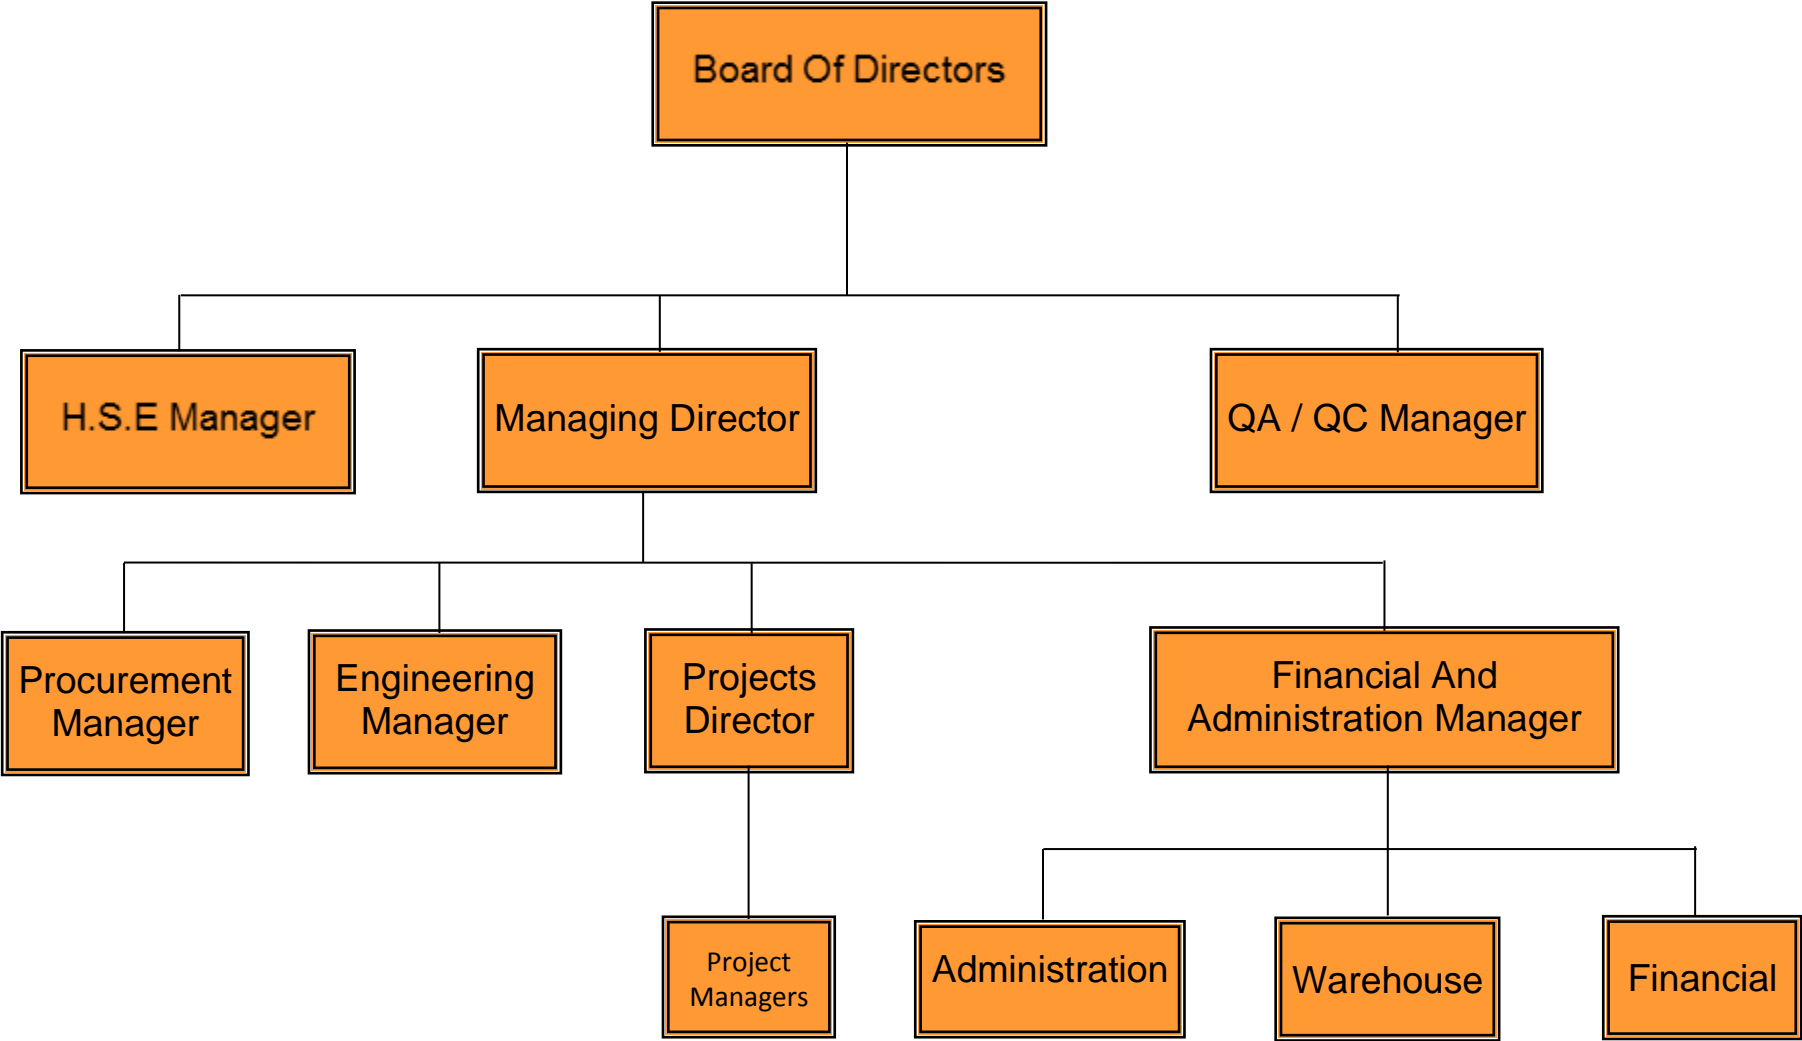 Board Of Directors
H.S.E Manager
Managing Director
QA / QC Manager
Procurement
Manager
Engineering
Manager
Projects
Director
Financial And
Administration Manager
Project
Managers
Administration
Warehouse
Financial